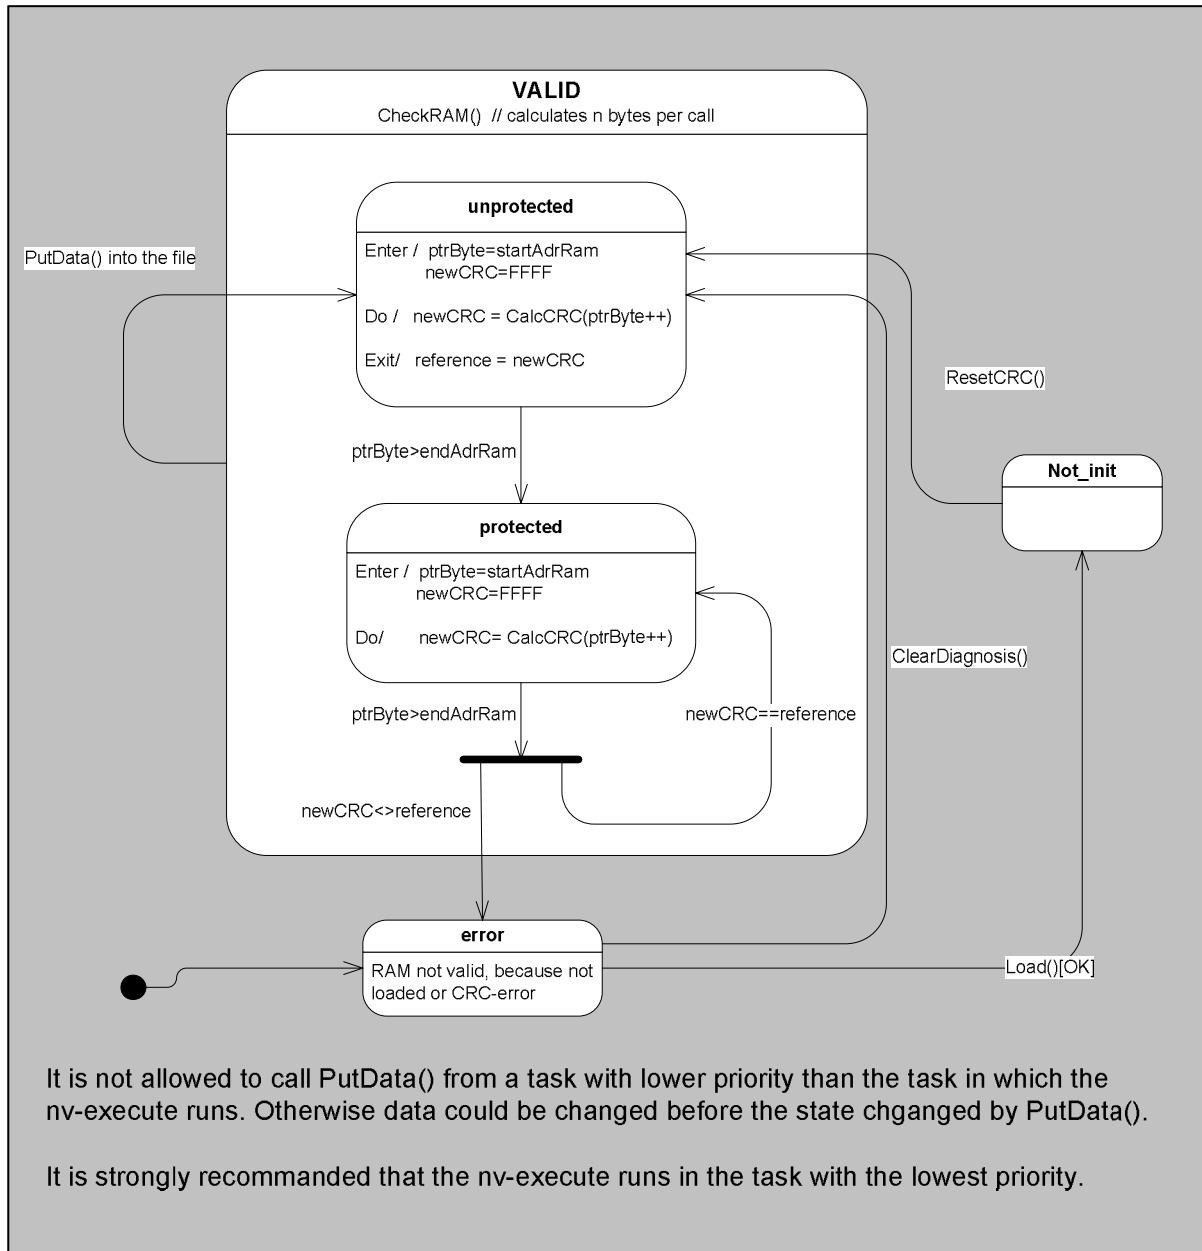 VALID
CheckRAM() // calculates n bytes per call
unprotected
Enter / ptrByte=startAdrRam
newCRC=FFFF
Do / newCRC = CalcCRC(ptrByte++)
Exit/ reference = newCRC
PutData() into the file
ResetCRC()
ptrByte>endAdrRam
Not_init
protected
Enter / ptrByte=startAdrRam
newCRC=FFFF
Do/ newCRC= CalcCRC(ptrByte++)
ClearDiagnosis()
ptrByte>endAdrRam
newCRC==reference
newCRC<>reference
error
RAM not valid, because not
loaded or CRC-error
Load()[OK]
It is not allowed to call PutData() from a task with lower priority than the task in which the
nv-execute runs. Otherwise data could be changed before the state chganged by PutData().
It is strongly recommanded that the nv-execute runs in the task with the lowest priority.